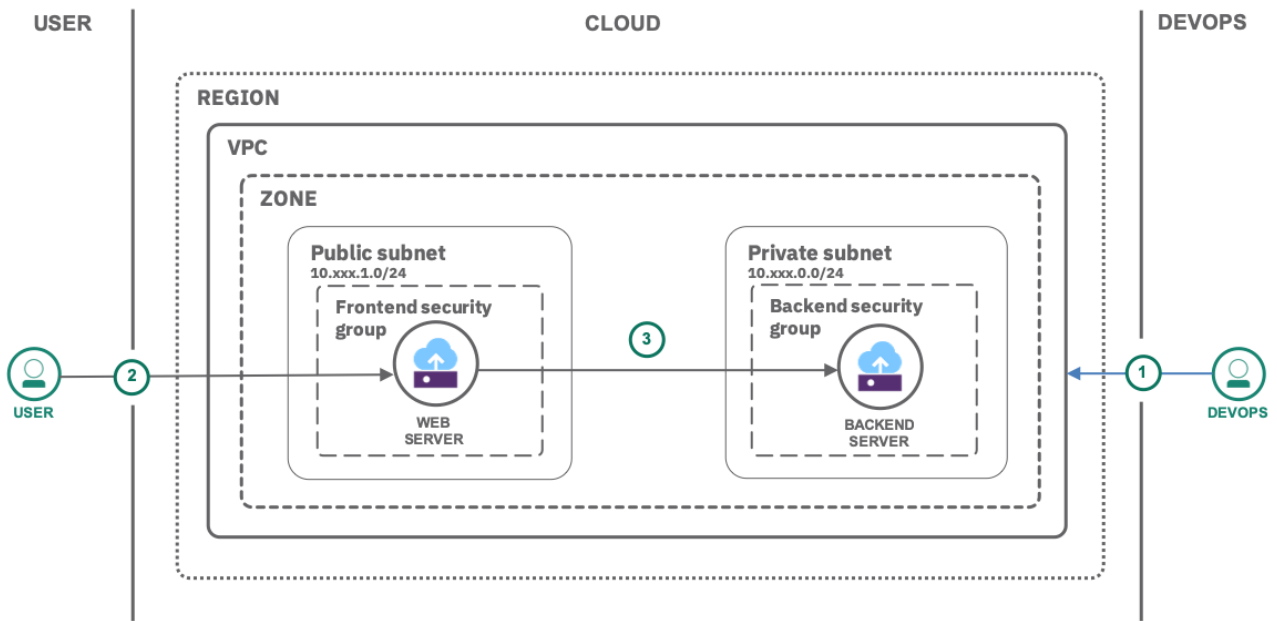 USER
CLOUD
DEVOPS
REGION
VPC
ZONE
Public subnet
10.xxx.1.0/24
Frontend security
group
WEB
SERVER
Private subnet
10.xxx.0.0/24
Backend security
group
BACKEND
SERVER
3
2
1
USER
DEVOPS